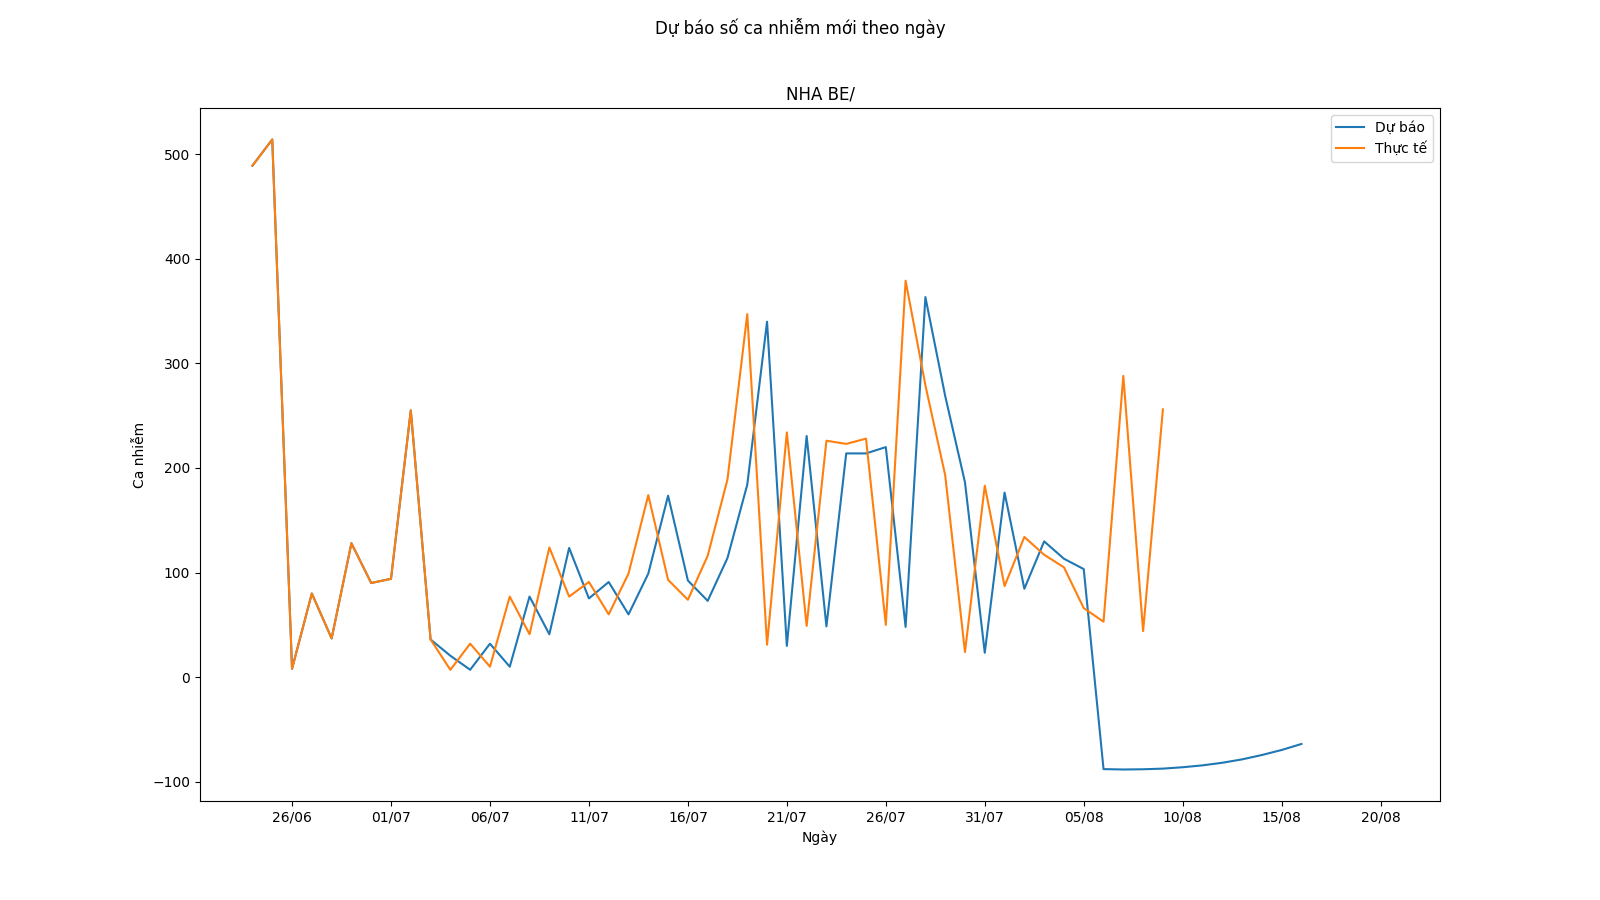 Dự báo số ca nhiễm mới theo ngày
NHA BE/
Dự báo
Thực tế
Ca nhiễm
500
400
300
200
100
0
−100
26/06 01/07 06/07 11/07 16/07 21/07 26/07 31/07 05/08 10/08 15/08 20/08
Ngày